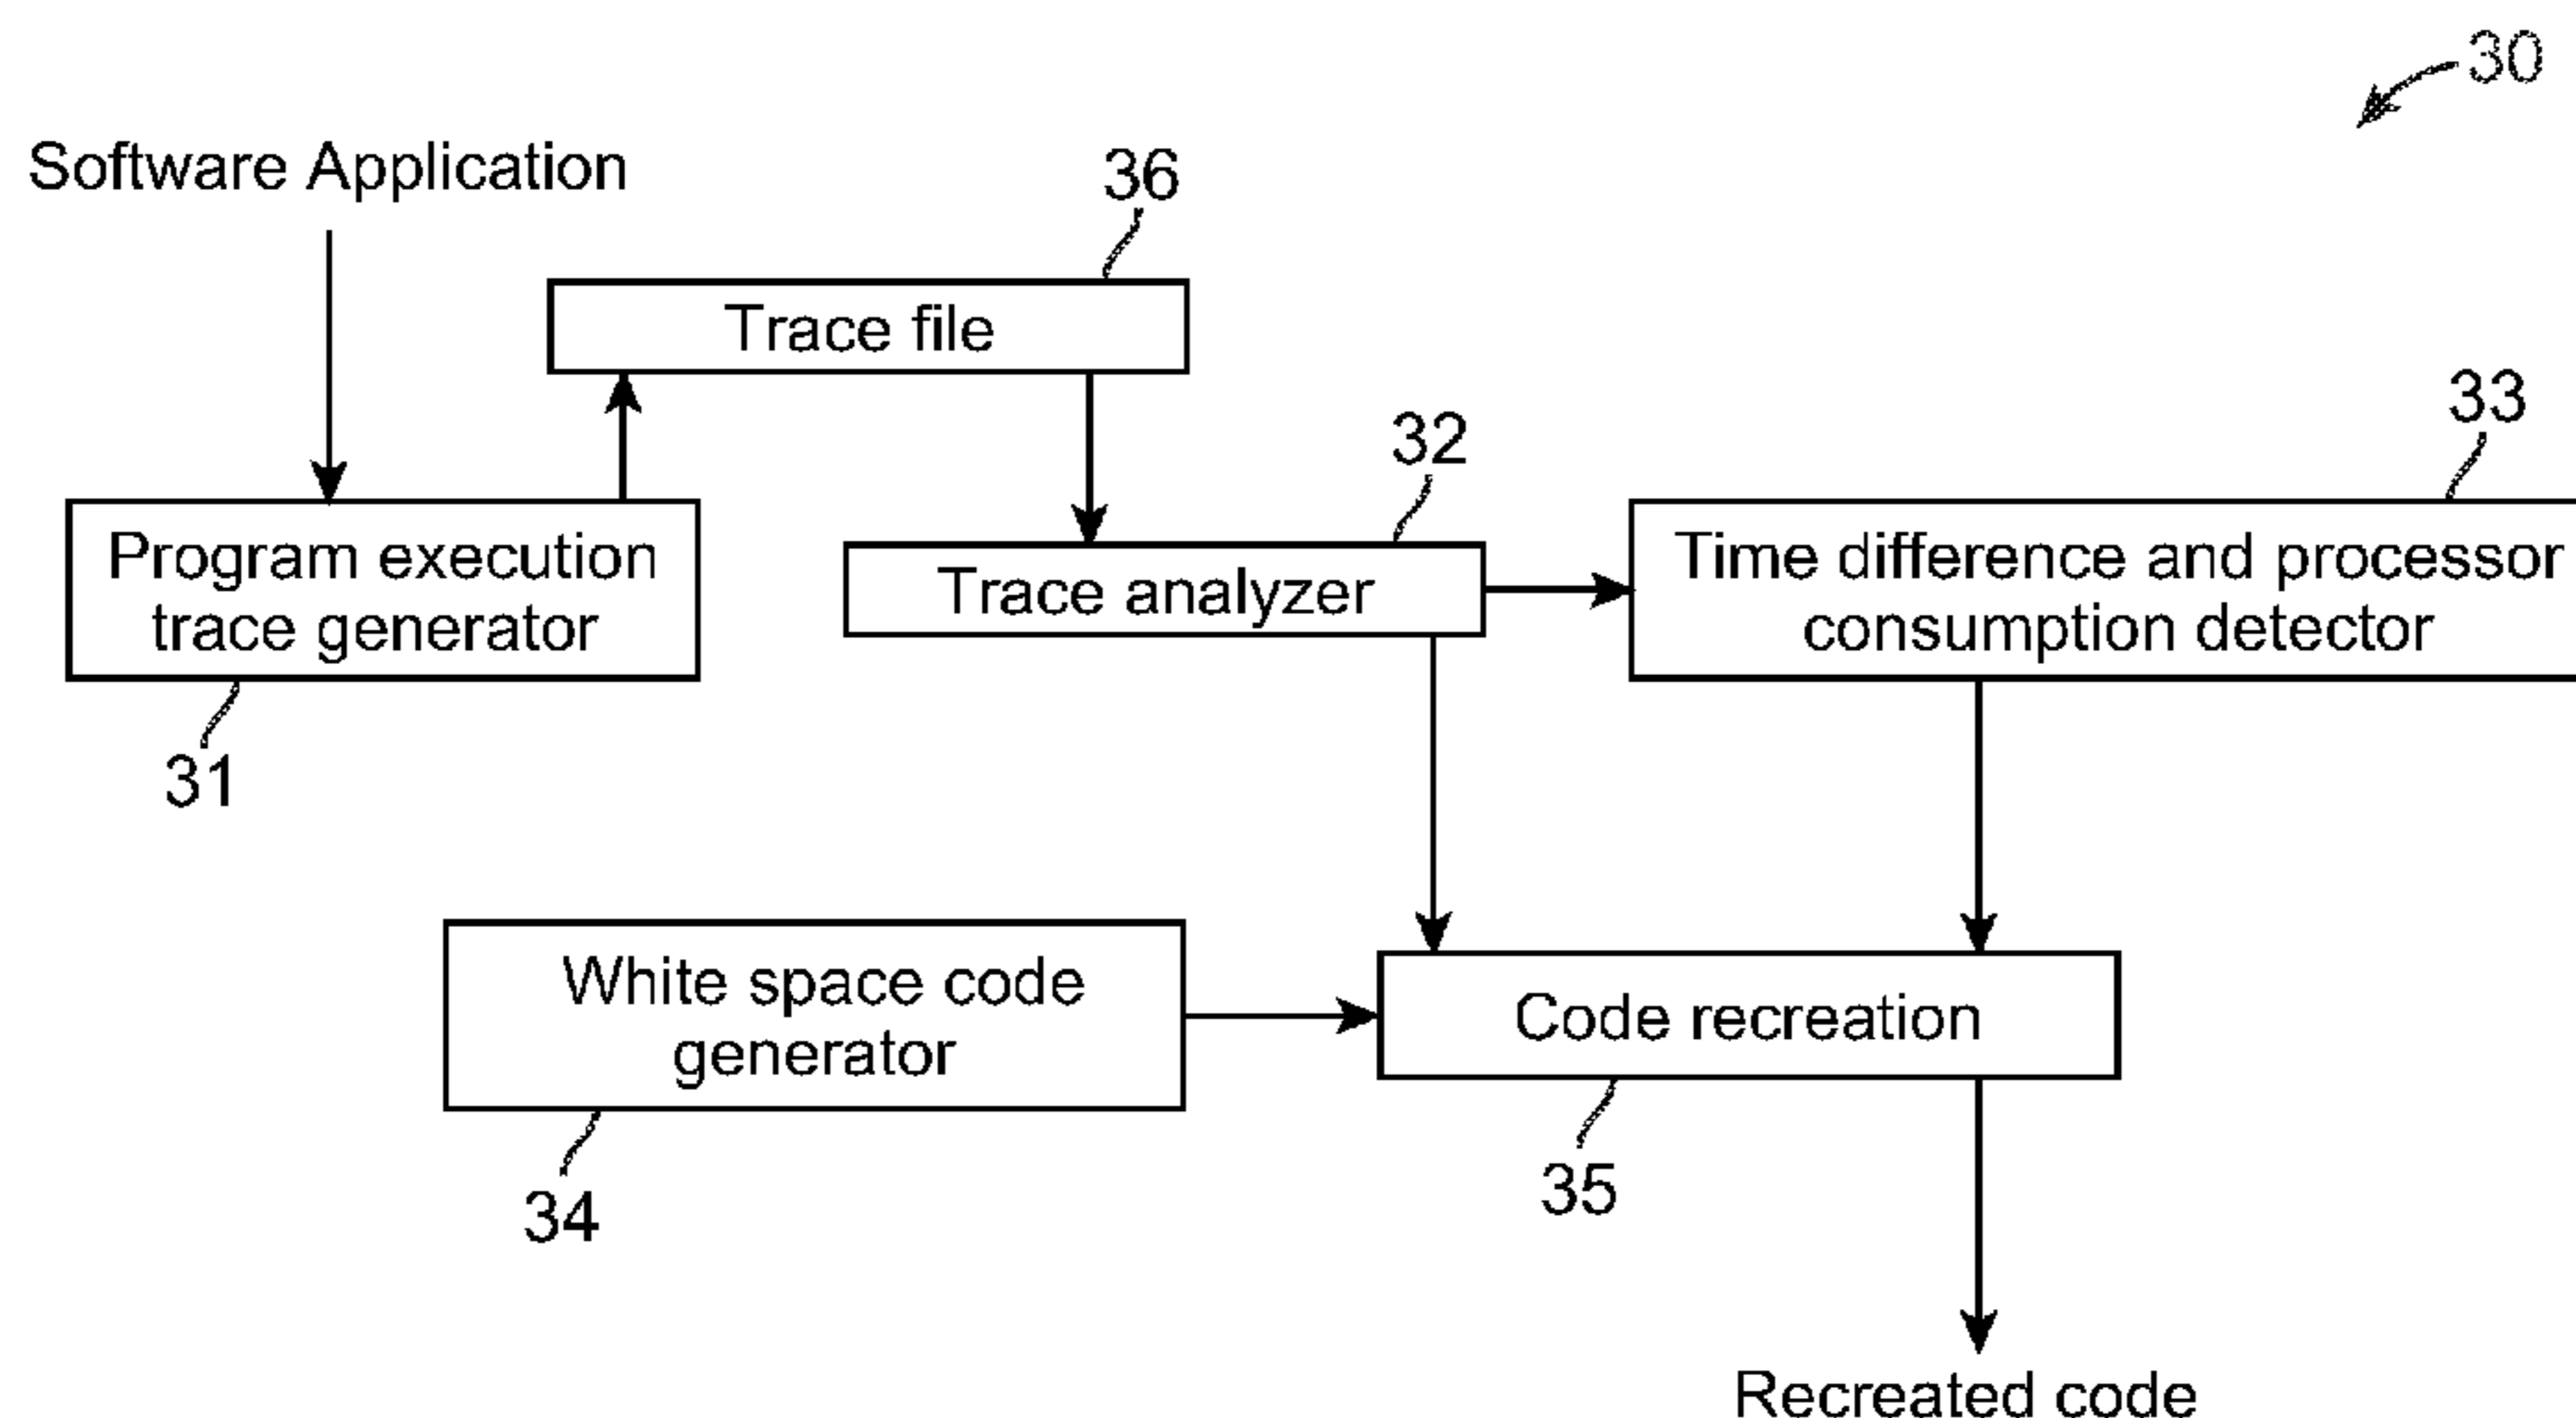 30
Software Application
36
Trace file
32
33
Program execution
trace generator
Trace analyzer
Time difference and processor
consumption detector
31
White space code
generator
Code recreation
34
35
Recreated code